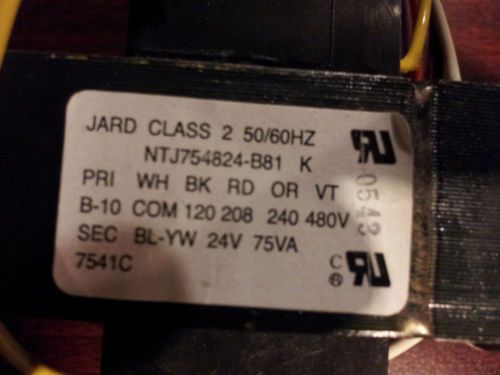 JARD CLASS 2 50/60HZ
NTJ754824-B81 K
PRI WH BK RD OR VT
B-10 COM 120 208 240 480V
SEC BL-YW 24V 75VA
7541C
0543
C
®